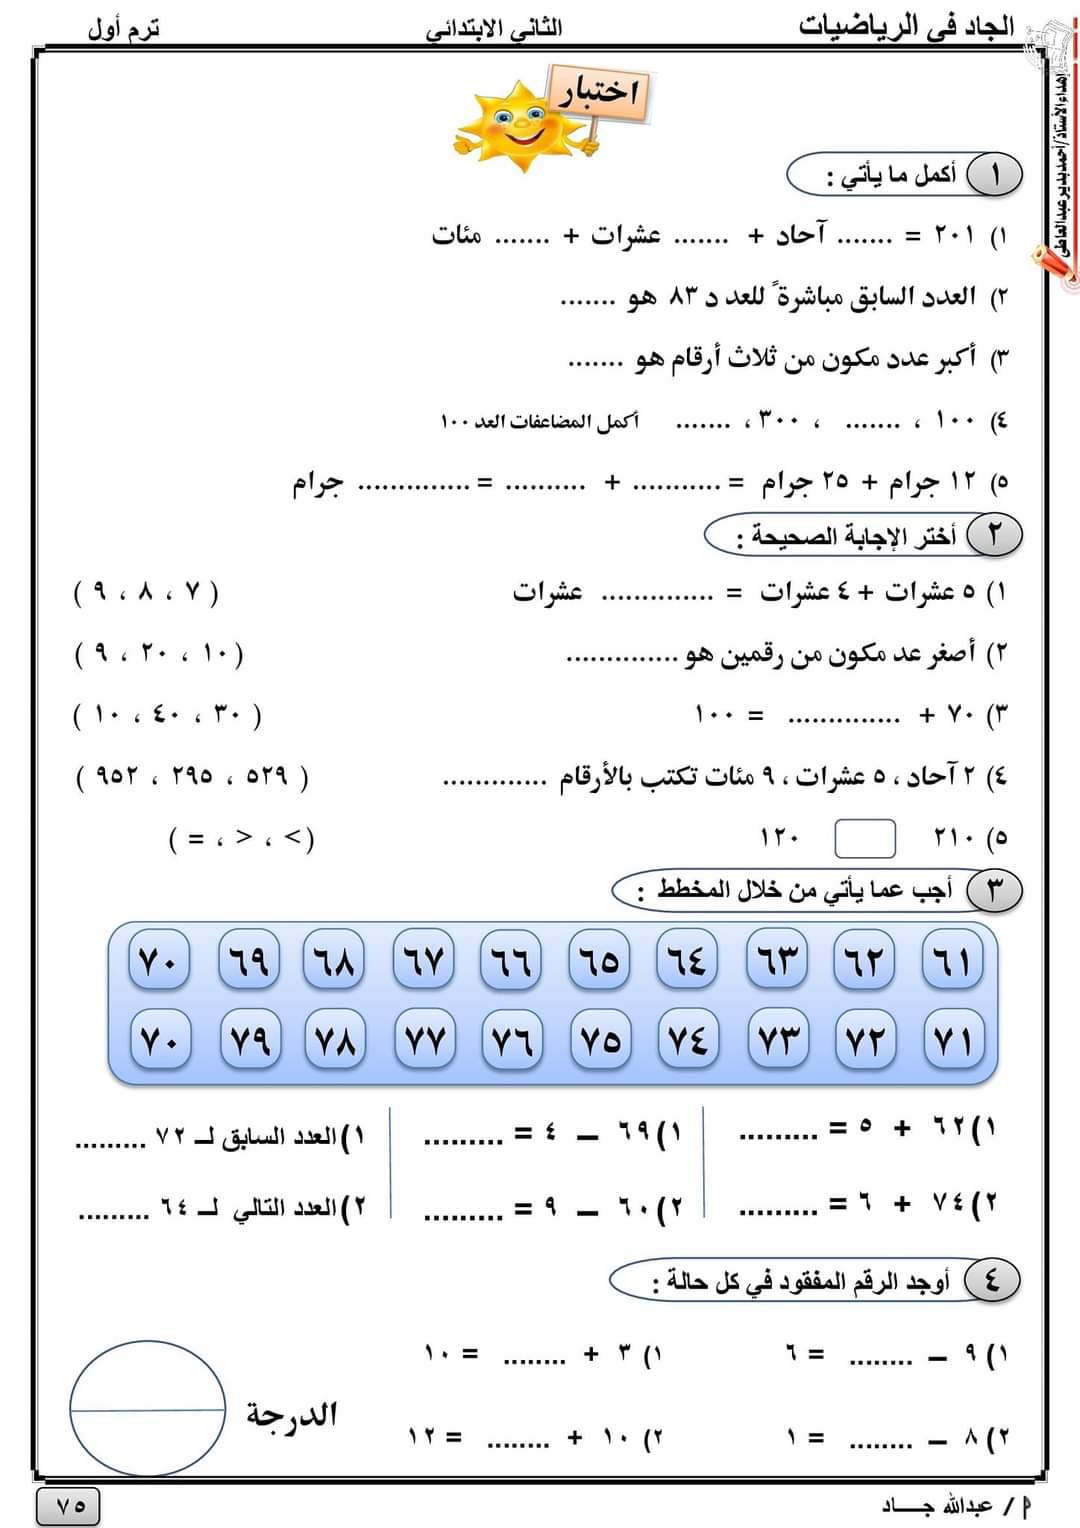 الجاد في الرياضيات الثاني الابتدائي ترم أول
إهداء الأستاذ/أحمد بدير عبدالعاطى
اختبار
١ أكمل ما يأتي :
١) ٢٠١ = ....... آحاد + ....... عشرات + ....... مئات
٢) العدد السابق مباشرةً للعد د ٨٣ هو .......
٣) أكبر عدد مكون من ثلاث أرقام هو .......
٤) ١٠٠ ، ....... ، ٣٠٠ ، ....... أكمل المضاعفات العد ١٠٠
٥) ١٢ جرام + ٢٥ جرام = ........... + .......... = .............. جرام
٢ أختر الإجابة الصحيحة :
١) ٥ عشرات + ٤ عشرات = .............. عشرات ( ٧ ، ٨ ، ٩ )
٢) أصغر عد مكون من رقمين هو .............. ( ١٠ ، ٢٠ ، ٩ )
٣) ٧٠ + .............. = ١٠٠ ( ٣٠ ، ٤٠ ، ١٠ )
٤) ٢ آحاد ، ٥ عشرات ، ٩ مئات تكتب بالأرقام ............. ( ٥٢٩ ، ٢٩٥ ، ٩٥٢ )
٥) ٢١٠ ١٢٠ ( > ، < ، = )
٣ أجب عما يأتي من خلال المخطط :
٦١ ٦٢ ٦٣ ٦٤ ٦٥ ٦٦ ٦٧ ٦٨ ٦٩ ٧٠
٧١ ٧٢ ٧٣ ٧٤ ٧٥ ٧٦ ٧٧ ٧٨ ٧٩ ٧٠
١) ٦٢ + ٥ = ......... ١) ٦٩ – ٤ = ......... ١) العدد السابق لـ ٧٢ .........
٢) ٧٤ + ٦ = ......... ٢) ٦٠ – ٩ = ......... ٢) العدد التالي لـ ٦٤ .........
٤ أوجد الرقم المفقود في كل حالة :
١) ٩ – ........ = ٦ ١) ٣ + ........ = ١٠
٢) ٨ – ........ = ١ ٢) ١٠ + ........ = ١٢
الدرجة
أ / عبدالله جـــاد ٧٥